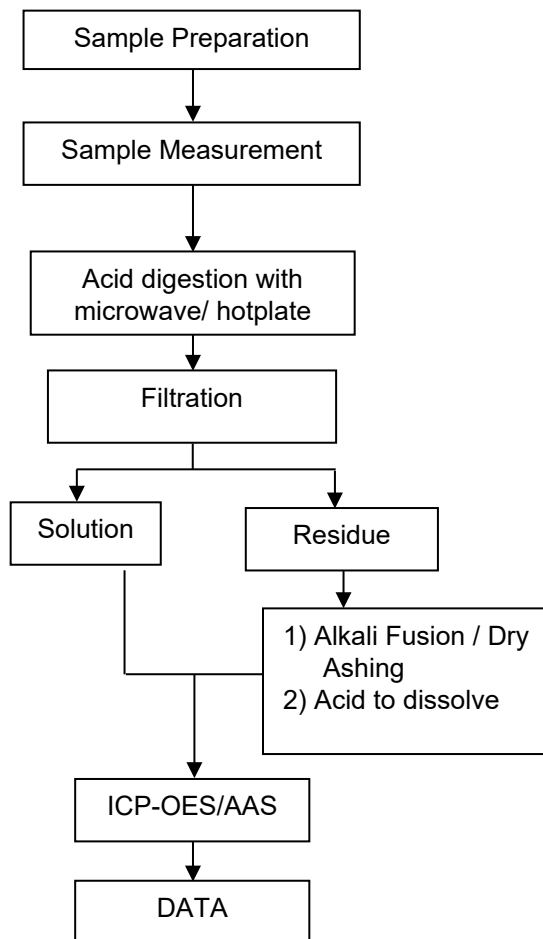 Sample Preparation
Sample Measurement
Acid digestion with
microwave/ hotplate
Filtration
Solution
Residue
1) Alkali Fusion / Dry
Ashing
2) Acid to dissolve
ICP-OES/AAS
DATA